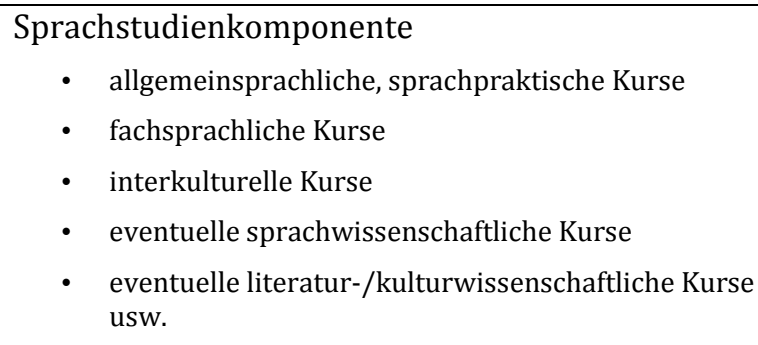 Sprachstudienkomponente
• allgemeinsprachliche, sprachpraktische Kurse
• fachsprachliche Kurse
• interkulturelle Kurse
• eventuelle sprachwissenschaftliche Kurse
• eventuelle literatur-/kulturwissenschaftliche Kurse
usw.